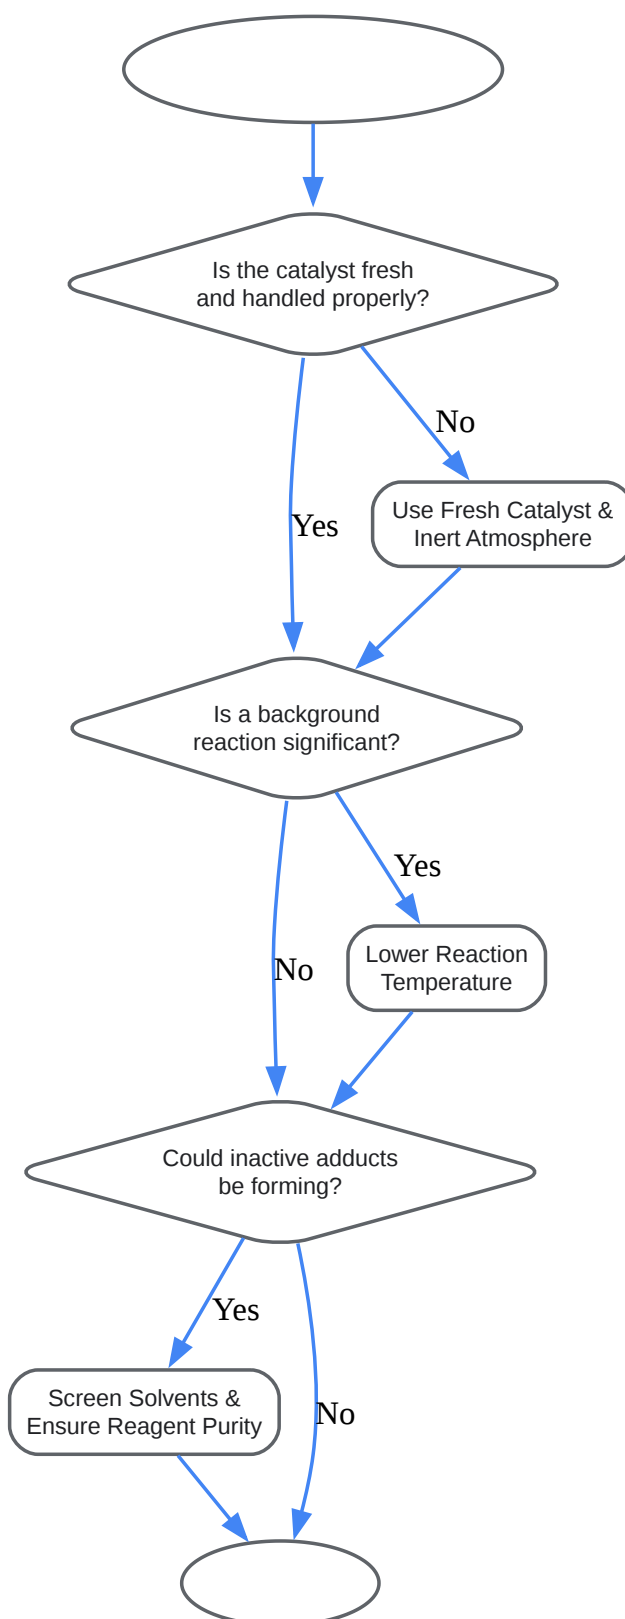 Is the catalyst fresh
and handled properly?
No
Use Fresh Catalyst &
Inert Atmosphere
Yes
Is a background
reaction significant?
Yes
Lower Reaction
Temperature
No
Could inactive adducts
be forming?
Yes
Screen Solvents &
Ensure Reagent Purity
No